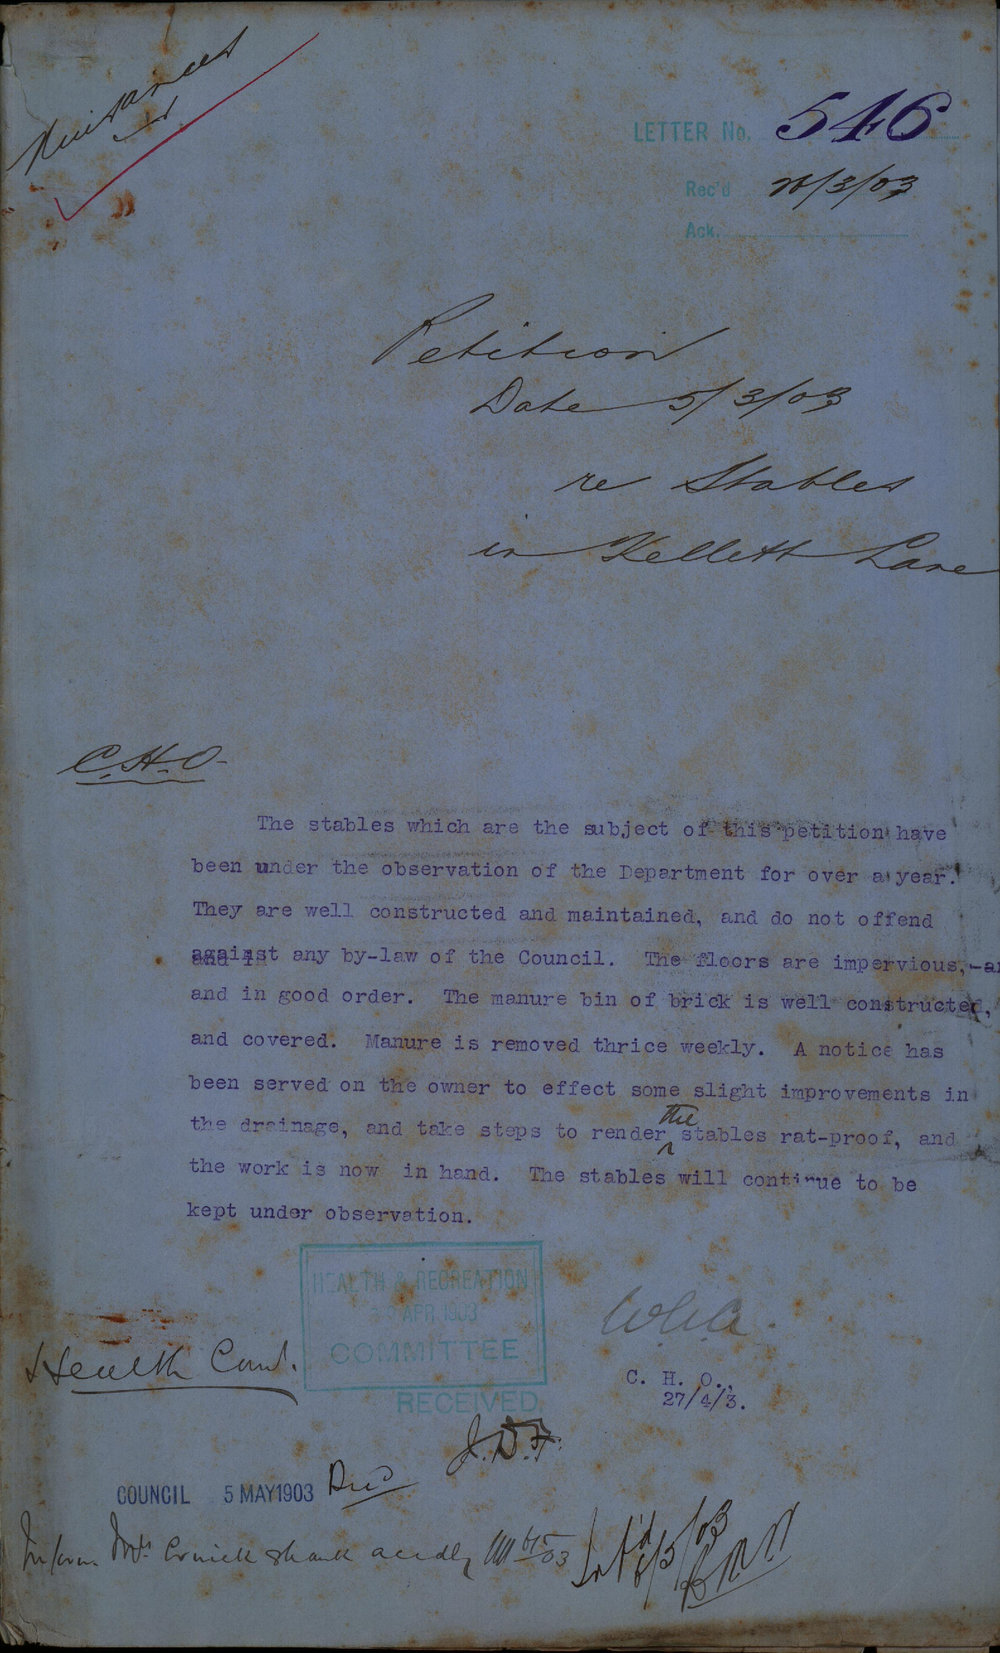 Nuisances
LETTER No. 546
Rec'd /3/03
Ack.
Petition
Date 5/3/03
re Stables
in Kellett Lane
C.H.O.
The stables which are the subject of this petition have
been under the observation of the Department for over a year.
They are well constructed and maintained, and do not offend
against any by-law of the Council. The floors are impervious,
and in good order. The manure bin of brick is well constructed,
and covered. Manure is removed thrice weekly. A notice has
been served on the owner to effect some slight improvements in
the drainage, and take steps to render the stables rat-proof, and
the work is now in hand. The stables will continue to be
kept under observation.
HEALTH & RECREATION
APR 1903
COMMITTEE
RECEIVED
C. H. O.,
27/4/3.
Health Com.
COUNCIL 5 MAY 1903 Recd
Inf'd